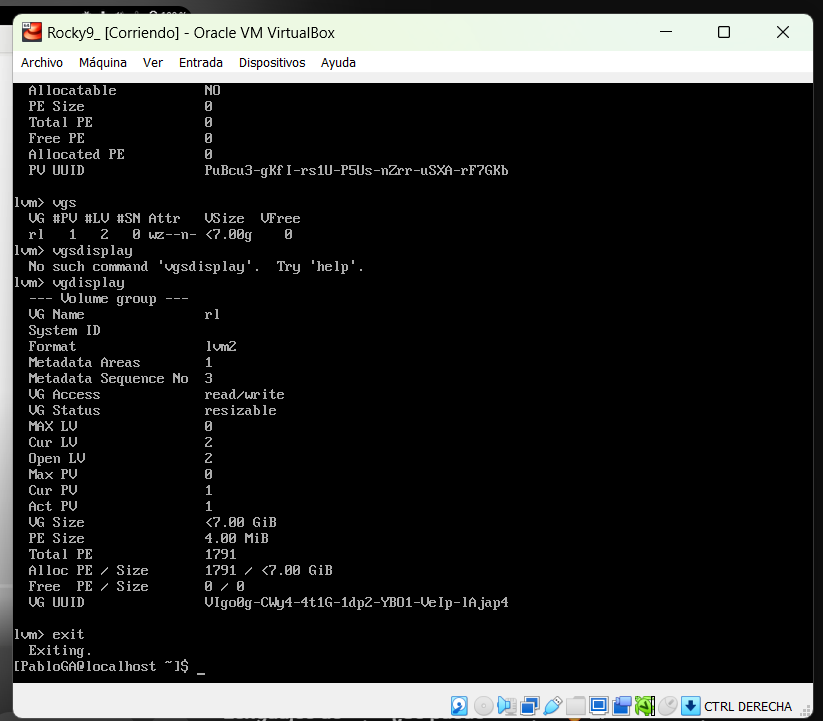 Rocky9_ [Corriendo] - Oracle VM VirtualBox
Archivo Máquina Ver Entrada Dispositivos Ayuda
Allocatable NO
PE Size 0
Total PE 0
Free PE 0
Allocated PE 0
PV UUID PuBcu3-gKfI-rs1U-P5Us-nZrr-uSXA-rF7GKb
lvm> vgs
VG #PV #LV #SN Attr VSize VFree
rl 1 2 0 wz--n- <7.00g 0
lvm> vgsdisplay
No such command 'vgsdisplay'. Try 'help'.
lvm> vgdisplay
--- Volume group ---
VG Name rl
System ID
Format lvm2
Metadata Areas 1
Metadata Sequence No 3
VG Access read/write
VG Status resizable
MAX LV 0
Cur LV 2
Open LV 2
Max PV 0
Cur PV 1
Act PV 1
VG Size <7.00 GiB
PE Size 4.00 MiB
Total PE 1791
Alloc PE / Size 1791 / <7.00 GiB
Free PE / Size 0 / 0
VG UUID VIgo0g-CWy4-4t1G-1dp2-YBO1-VeIp-lAjap4
lvm> exit
Exiting.
[PabloGA@localhost ~]$ _
CTRL DERECHA